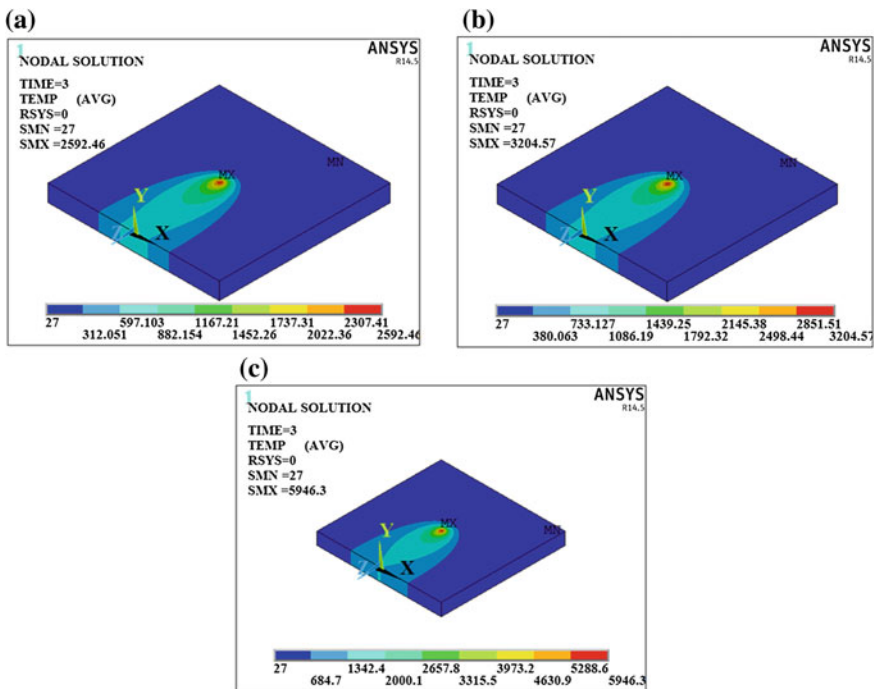 (a)
1
NODAL SOLUTION
ANSYS
R14.5
TIME=3
TEMP (AVG)
RSYS=0
SMN =27
SMX =2592.46
MN
MX
Y
Z X
27 597.103 1167.21 1737.31 2307.41
312.051 882.154 1452.26 2022.36 2592.46
(b)
1
NODAL SOLUTION
ANSYS
R14.5
TIME=3
TEMP (AVG)
RSYS=0
SMN =27
SMX =3204.57
MN
MX
Y
Z X
27 733.127 1439.25 2145.38 2851.51
380.063 1086.19 1792.32 2498.44 3204.57
(c)
1
NODAL SOLUTION
ANSYS
R14.5
TIME=3
TEMP (AVG)
RSYS=0
SMN =27
SMX =5946.3
MX
MN
Y
Z X
27 1342.4 2657.8 3973.2 5288.6
684.7 2000.1 3315.5 4630.9 5946.3